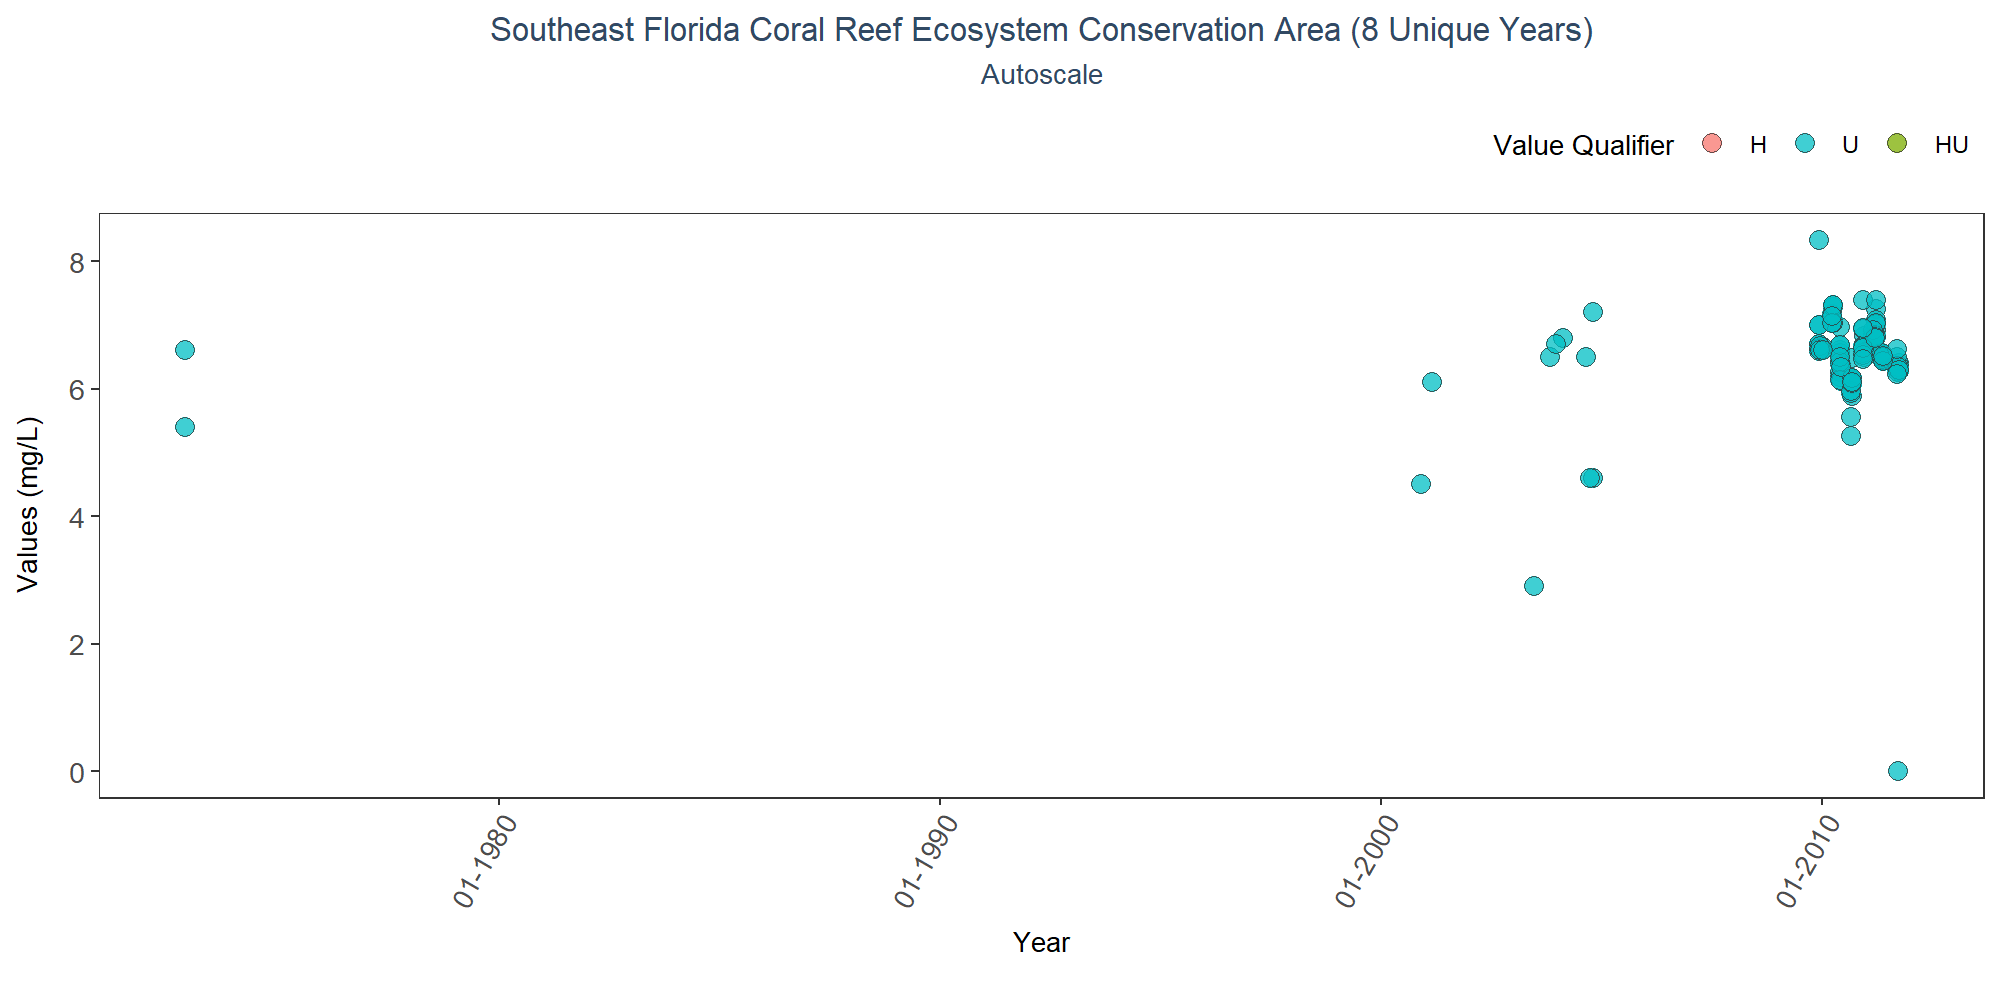 Southeast Florida Coral Reef Ecosystem Conservation Area (8 Unique Years)
Autoscale
Value Qualifier H U HU
Values (mg/L)
8
6
4
2
0
01-1980 01-1990 01-2000 01-2010
Year